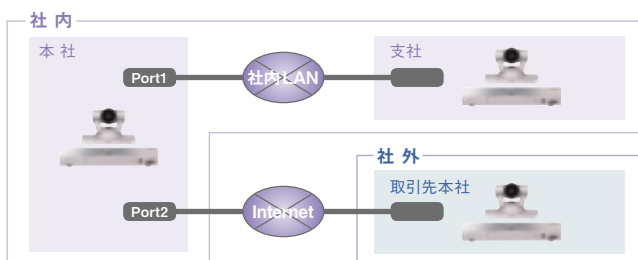 社内
本社
Port1
社内LAN
支社
社外
取引先本社
Port2
Internet